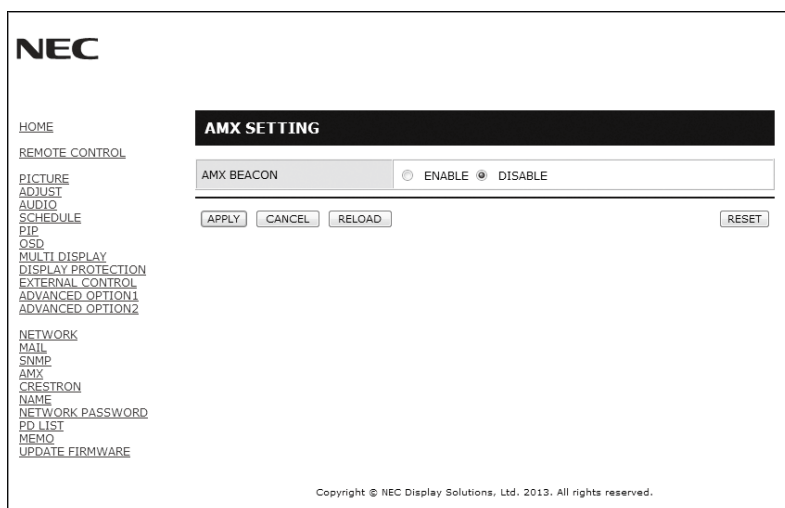 NEC
HOME
REMOTE CONTROL
PICTURE
ADJUST
AUDIO
SCHEDULE
PIP
OSD
MULTI DISPLAY
DISPLAY PROTECTION
EXTERNAL CONTROL
ADVANCED OPTION1
ADVANCED OPTION2
NETWORK
MAIL
SNMP
AMX
CRESTRON
NAME
NETWORK PASSWORD
PD LIST
MEMO
UPDATE FIRMWARE
AMX SETTING
AMX BEACON ENABLE DISABLE
APPLY CANCEL RELOAD RESET
Copyright © NEC Display Solutions, Ltd. 2013. All rights reserved.